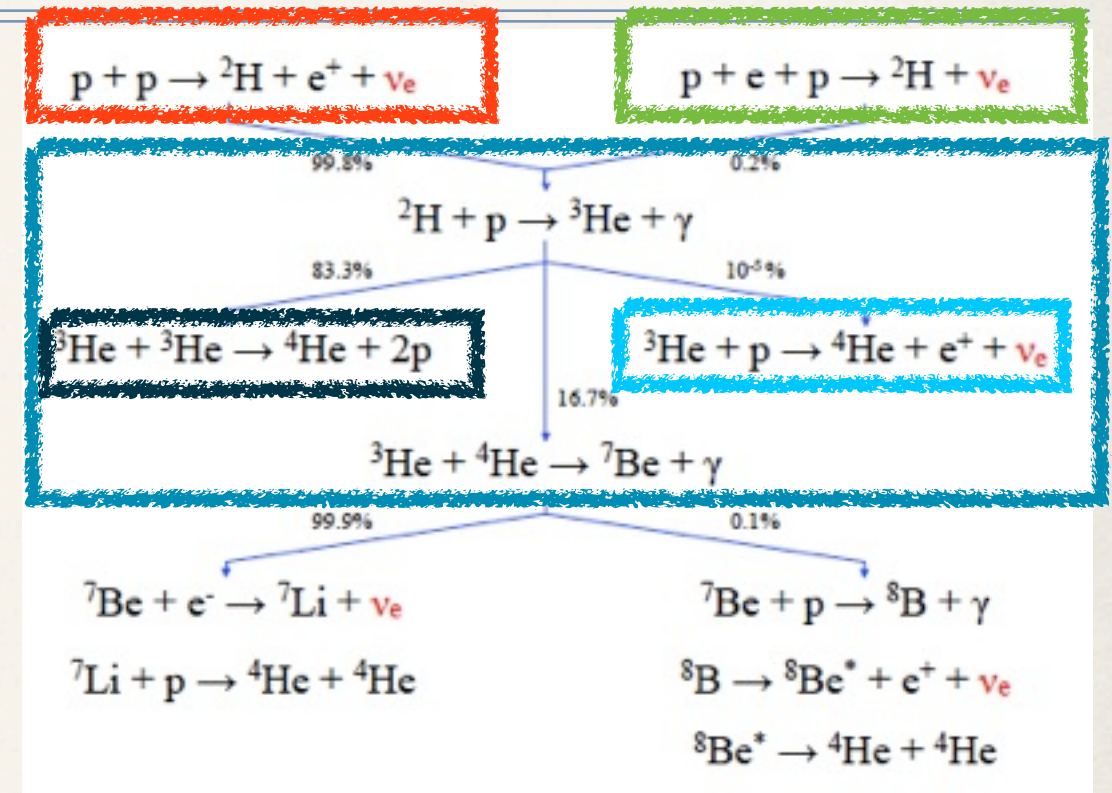 p + p → ²H + e⁺ + νₑ
p + e + p → ²H + νₑ
99.8%
0.2%
²H + p → ³He + γ
83.3%
10⁻⁵%
³He + ³He → ⁴He + 2p
³He + p → ⁴He + e⁺ + νₑ
16.7%
³He + ⁴He → ⁷Be + γ
99.9%
0.1%
⁷Be + e⁻ → ⁷Li + νₑ
⁷Be + p → ⁸B + γ
⁷Li + p → ⁴He + ⁴He
⁸B → ⁸Be* + e⁺ + νₑ
⁸Be* → ⁴He + ⁴He